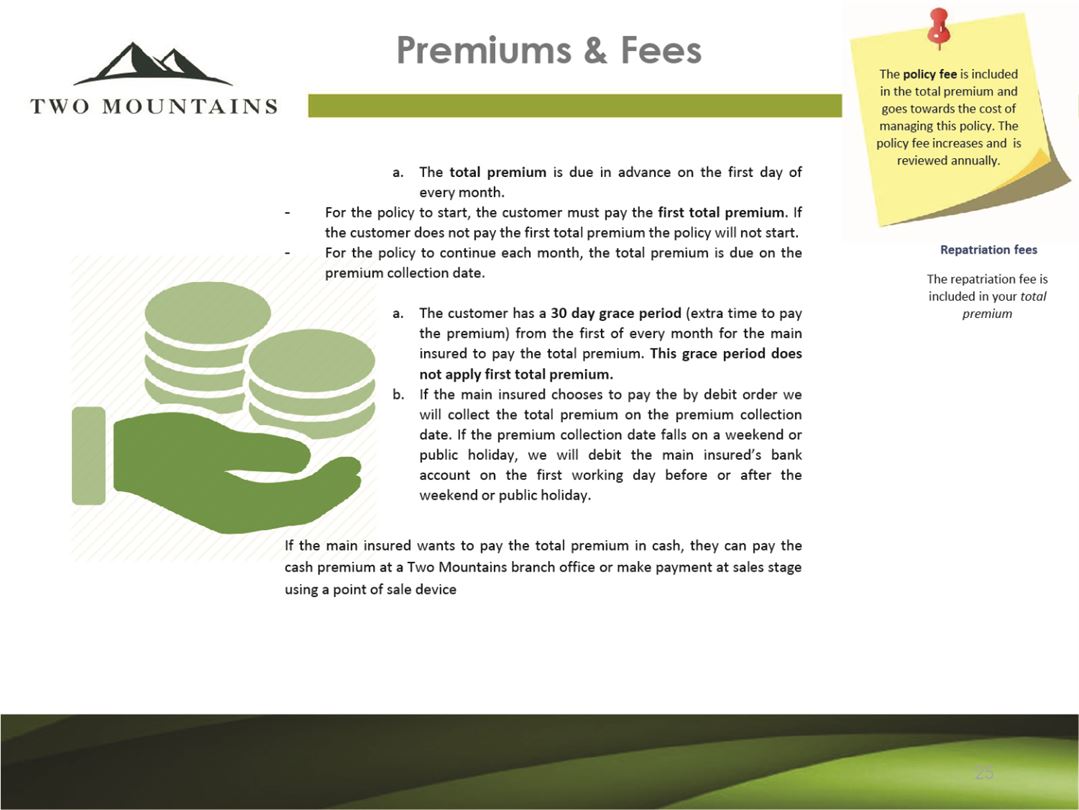 Premiums & Fees
TWO MOUNTAINS
The policy fee is included
in the total premium and
goes towards the cost of
managing this policy. The
policy fee increases and is
reviewed annually.
a. The total premium is due in advance on the first day of
every month.
- For the policy to start, the customer must pay the first total premium. If
the customer does not pay the first total premium the policy will not start.
- For the policy to continue each month, the total premium is due on the
premium collection date.
a. The customer has a 30 day grace period (extra time to pay
the premium) from the first of every month for the main
insured to pay the total premium. This grace period does
not apply first total premium.
b. If the main insured chooses to pay the by debit order we
will collect the total premium on the premium collection
date. If the premium collection date falls on a weekend or
public holiday, we will debit the main insured's bank
account on the first working day before or after the
weekend or public holiday.
If the main insured wants to pay the total premium in cash, they can pay the
cash premium at a Two Mountains branch office or make payment at sales stage
using a point of sale device
Repatriation fees
The repatriation fee is
included in your total
premium
25